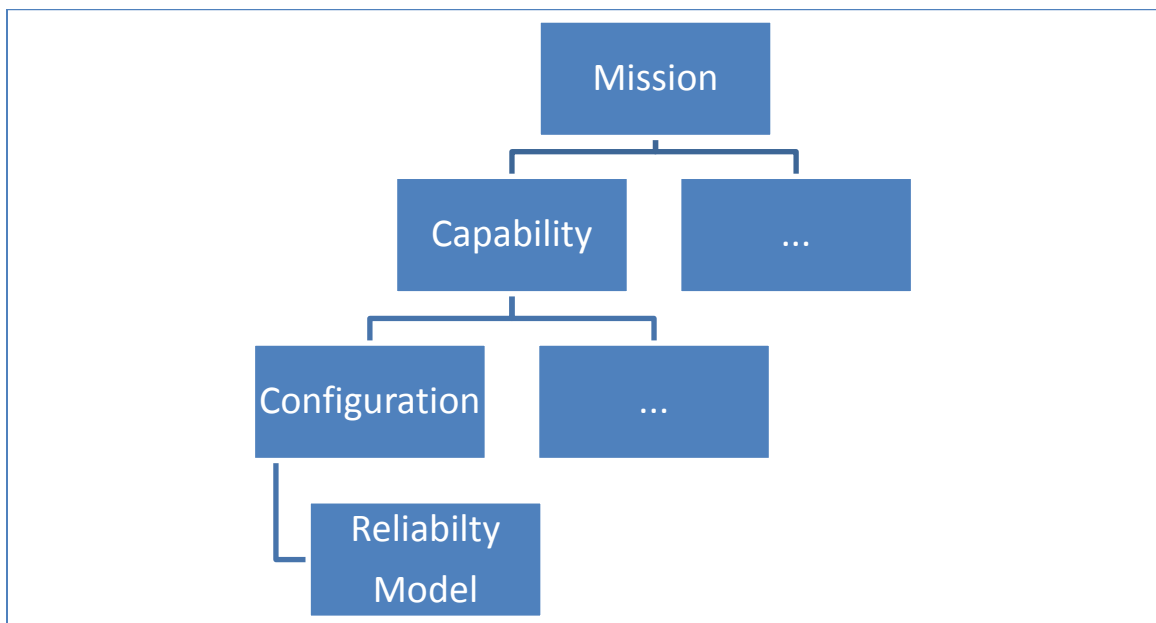 Mission
Capability
...
Configuration
...
Reliabilty
Model